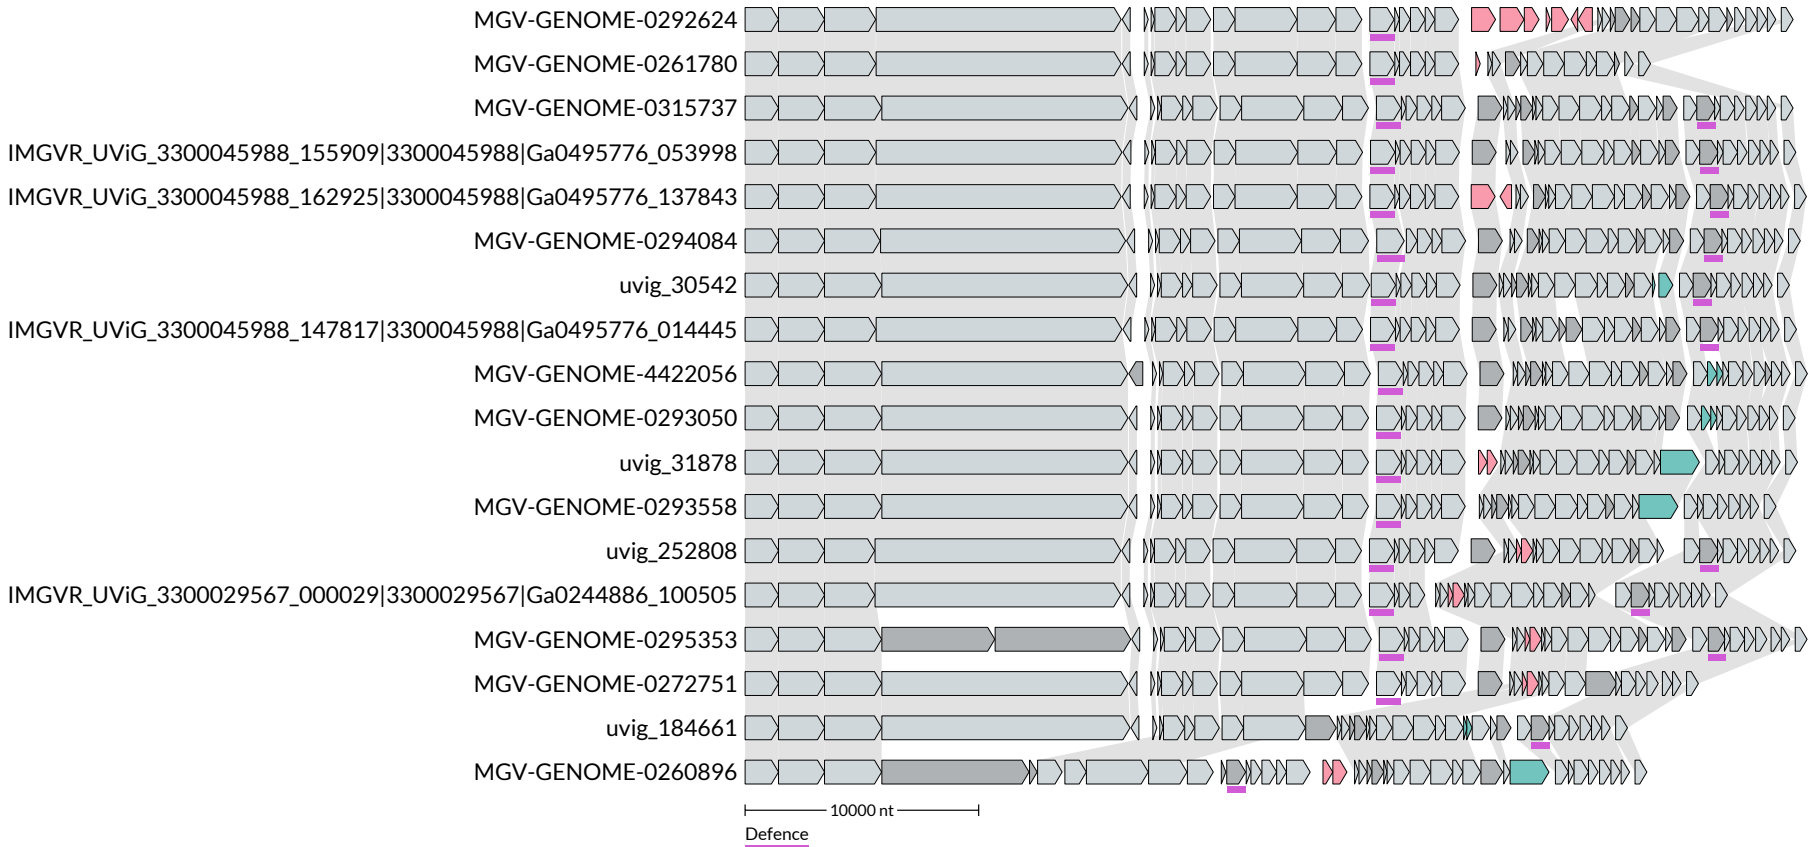 MGV-GENOME-0292624
MGV-GENOME-0261780
MGV-GENOME-0315737
IMGVR_UViG_3300045988_155909|3300045988|Ga0495776_053998
IMGVR_UViG_3300045988_162925|3300045988|Ga0495776_137843
MGV-GENOME-0294084
uvig_30542
IMGVR_UViG_3300045988_147817|3300045988|Ga0495776_014445
MGV-GENOME-4422056
MGV-GENOME-0293050
uvig_31878
MGV-GENOME-0293558
uvig_252808
IMGVR_UViG_3300029567_000029|3300029567|Ga0244886_100505
MGV-GENOME-0295353
MGV-GENOME-0272751
uvig_184661
MGV-GENOME-0260896
10000 nt
Defence